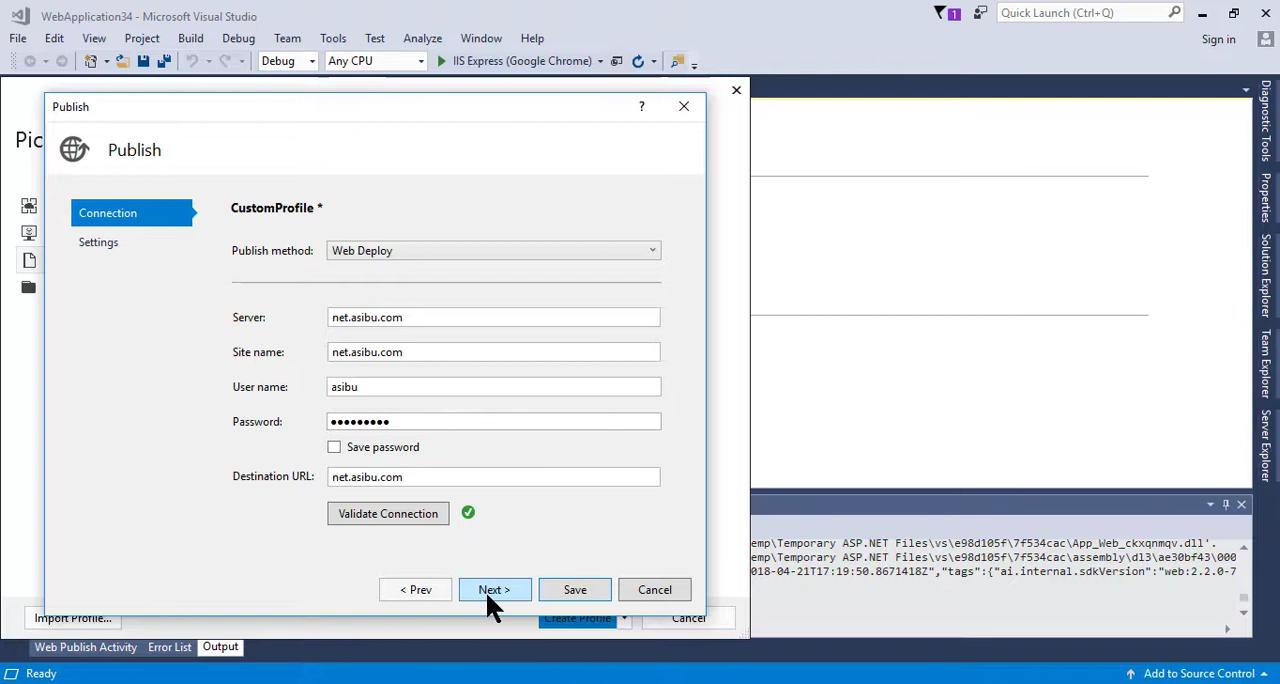 WebApplication34 - Microsoft Visual Studio
1
Quick Launch (Ctrl+Q)
File Edit View Project Build Debug Team Tools Test Analyze Window Help
Sign in
Debug Any CPU IIS Express (Google Chrome)
Publish
?
Pic
Publish
Connection
Settings
CustomProfile *
Publish method: Web Deploy
Server: net.asibu.com
Site name: net.asibu.com
User name: asibu
Password: •••••••••
Save password
Destination URL: net.asibu.com
Validate Connection
< Prev
Next >
Save
Cancel
Import Profile...
Create Profile
Cancel
emp\Temporary ASP.NET Files\vs\e98d105f\7f534cac\App_Web_ckxqnmqv.dll'.
emp\Temporary ASP.NET Files\vs\e98d105f\7f534cac\assembly\dl3\ae30bf43\000
018-04-21T17:19:50.8671418Z","tags":{"ai.internal.sdkVersion":"web:2.2.0-7
Diagnostic Tools
Properties
Solution Explorer
Team Explorer
Server Explorer
Web Publish Activity Error List Output
Ready
Add to Source Control